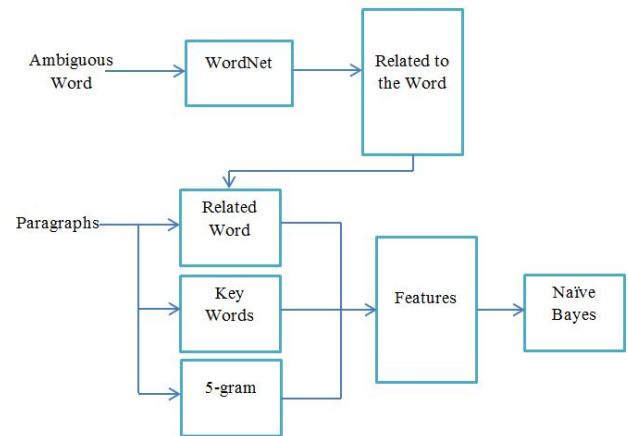 Ambiguous
Word
WordNet
Related to
the Word
Paragraphs
Related
Word
Key
Words
5-gram
Features
Naïve
Bayes